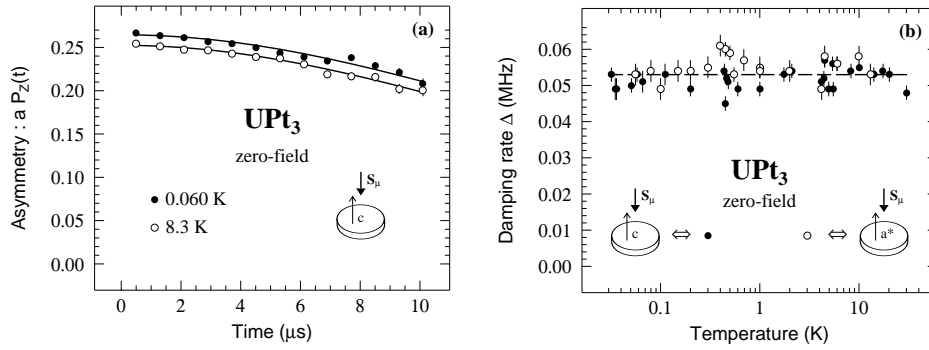 (a)
Asymmetry : a P_Z(t)
0.25
0.20
0.15
0.10
0.05
0.00
UPt₃
zero-field
0.060 K
8.3 K
S_μ
c
0
2
4
6
8
10
Time (μs)
(b)
Damping rate Δ (MHz)
0.06
0.05
0.04
0.03
0.02
0.01
0.00
UPt₃
zero-field
S_μ
c
⇔
⇔
S_μ
a*
0.1
1
10
Temperature (K)